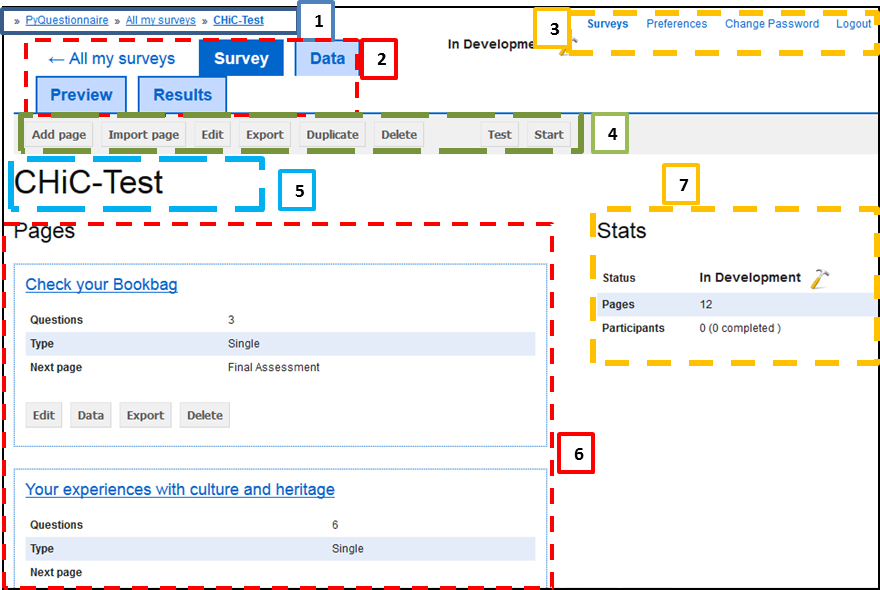 » PyQuestionnaire » All my surveys » CHiC-Test
1
3
Surveys Preferences Change Password Logout
In Developme
← All my surveys Survey Data
2
Preview Results
Add page Import page Edit Export Duplicate Delete Test Start
4
CHiC-Test
5
7
Pages
Check your Bookbag
Questions 3
Type Single
Next page Final Assessment
Edit Data Export Delete
6
Your experiences with culture and heritage
Questions 6
Type Single
Next page
Stats
Status In Development
Pages 12
Participants 0 (0 completed )